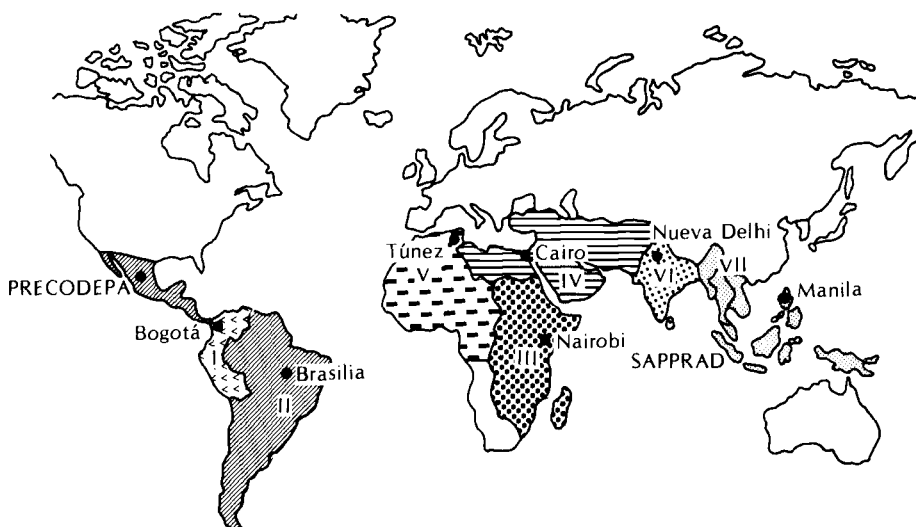 Nueva Delhi
Túnez
Cairo
V
IV
VI
VII
PRECODEPA
Manila
Bogotá
Nairobi
I
III
SAPPRAD
Brasilia
II